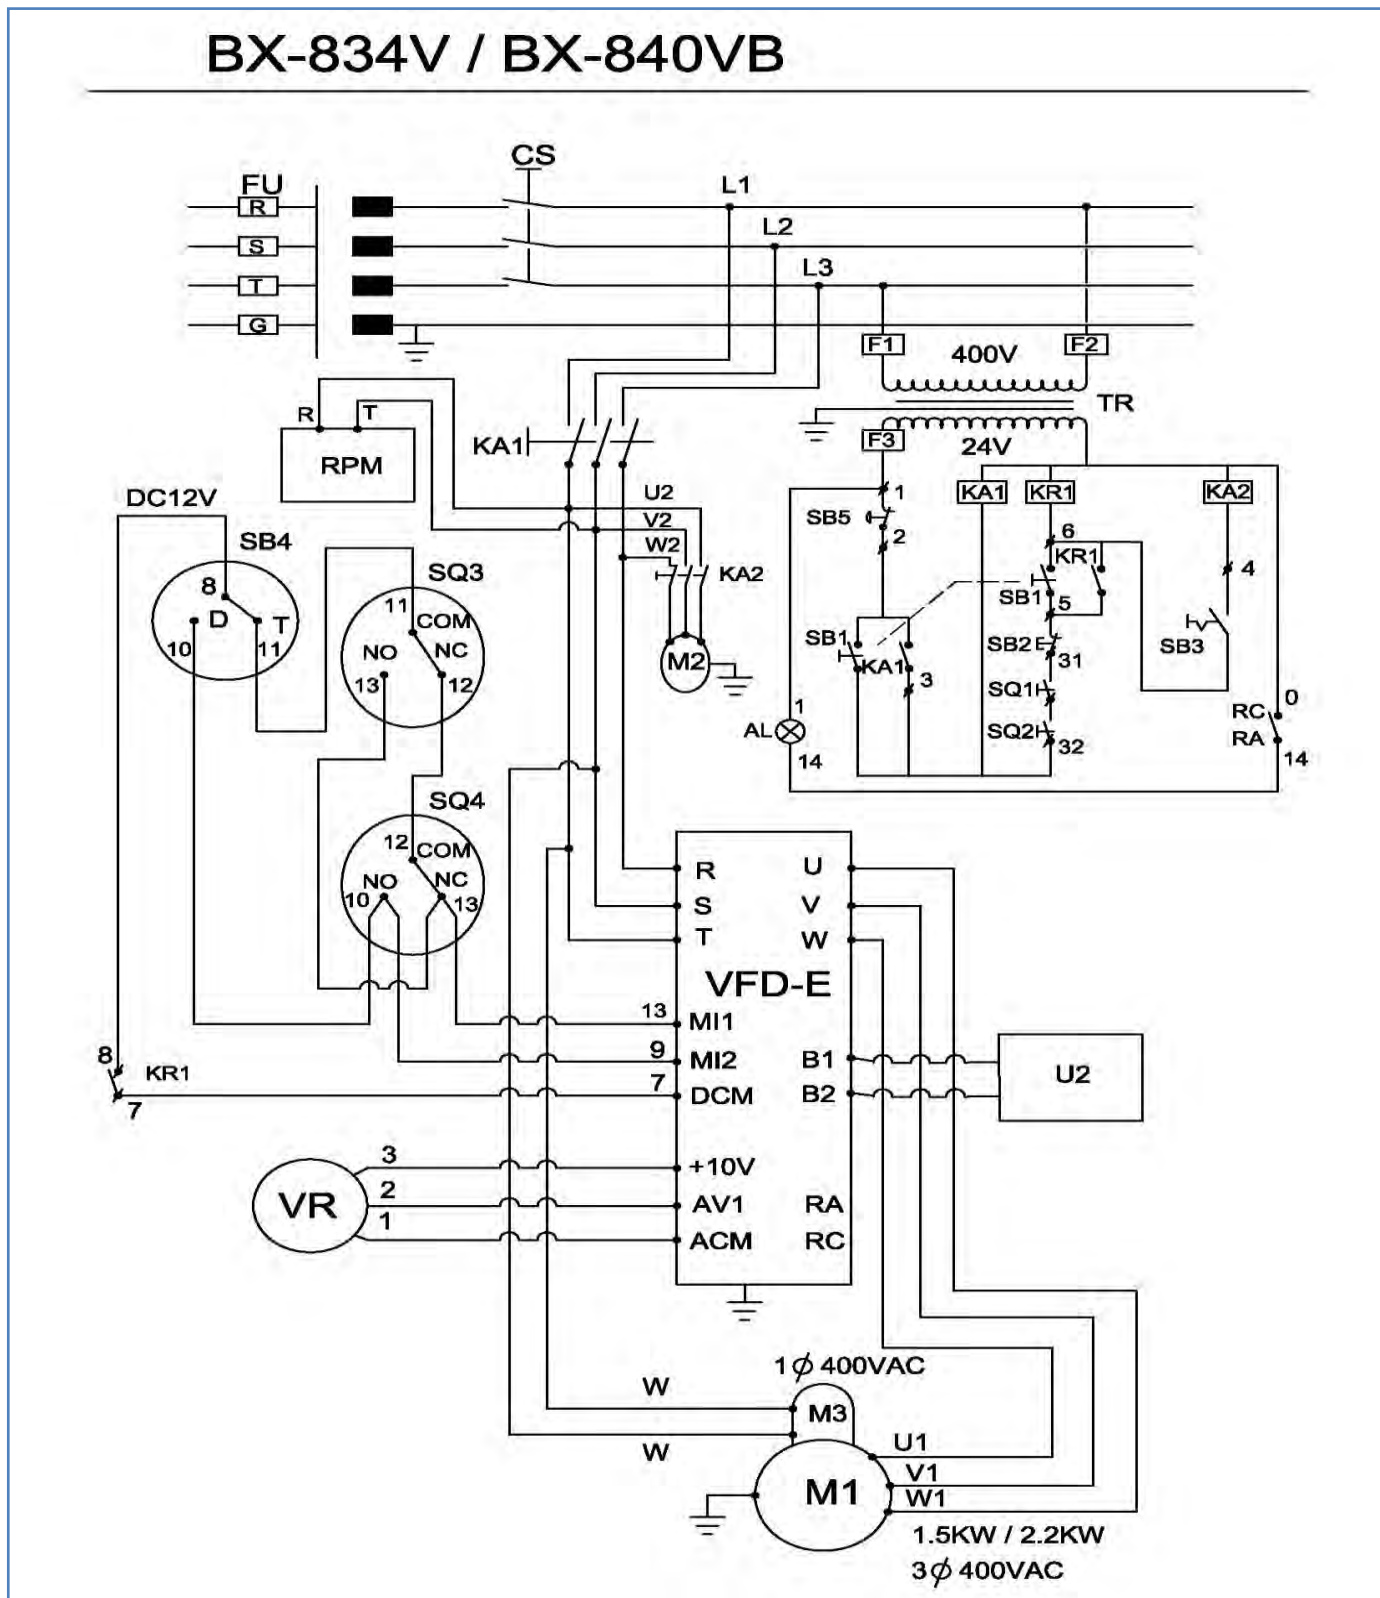 BX-834V / BX-840VB
CS
FU
R
S
T
G
L1
L2
L3
F1
400V
F2
TR
F3
24V
R
T
RPM
KA1
DC12V
U2
V2
W2
KA2
M2
1
SB5
2
KA1
KR1
KA2
6
KR1
4
SB1
5
SB2
31
SB3
SB1
KA1
3
SQ1
SQ2
32
1
AL
14
0
RC
RA
14
SB4
8
D
T
10
11
SQ3
11
COM
NO
NC
13
12
SQ4
12
COM
NO
NC
10
13
R
U
S
V
T
W
VFD-E
13
MI1
9
MI2
B1
7
DCM
B2
U2
8
KR1
7
VR
3
2
1
+10V
AV1
RA
ACM
RC
1ϕ 400VAC
W
M3
W
U1
V1
M1
W1
1.5KW / 2.2KW
3ϕ 400VAC